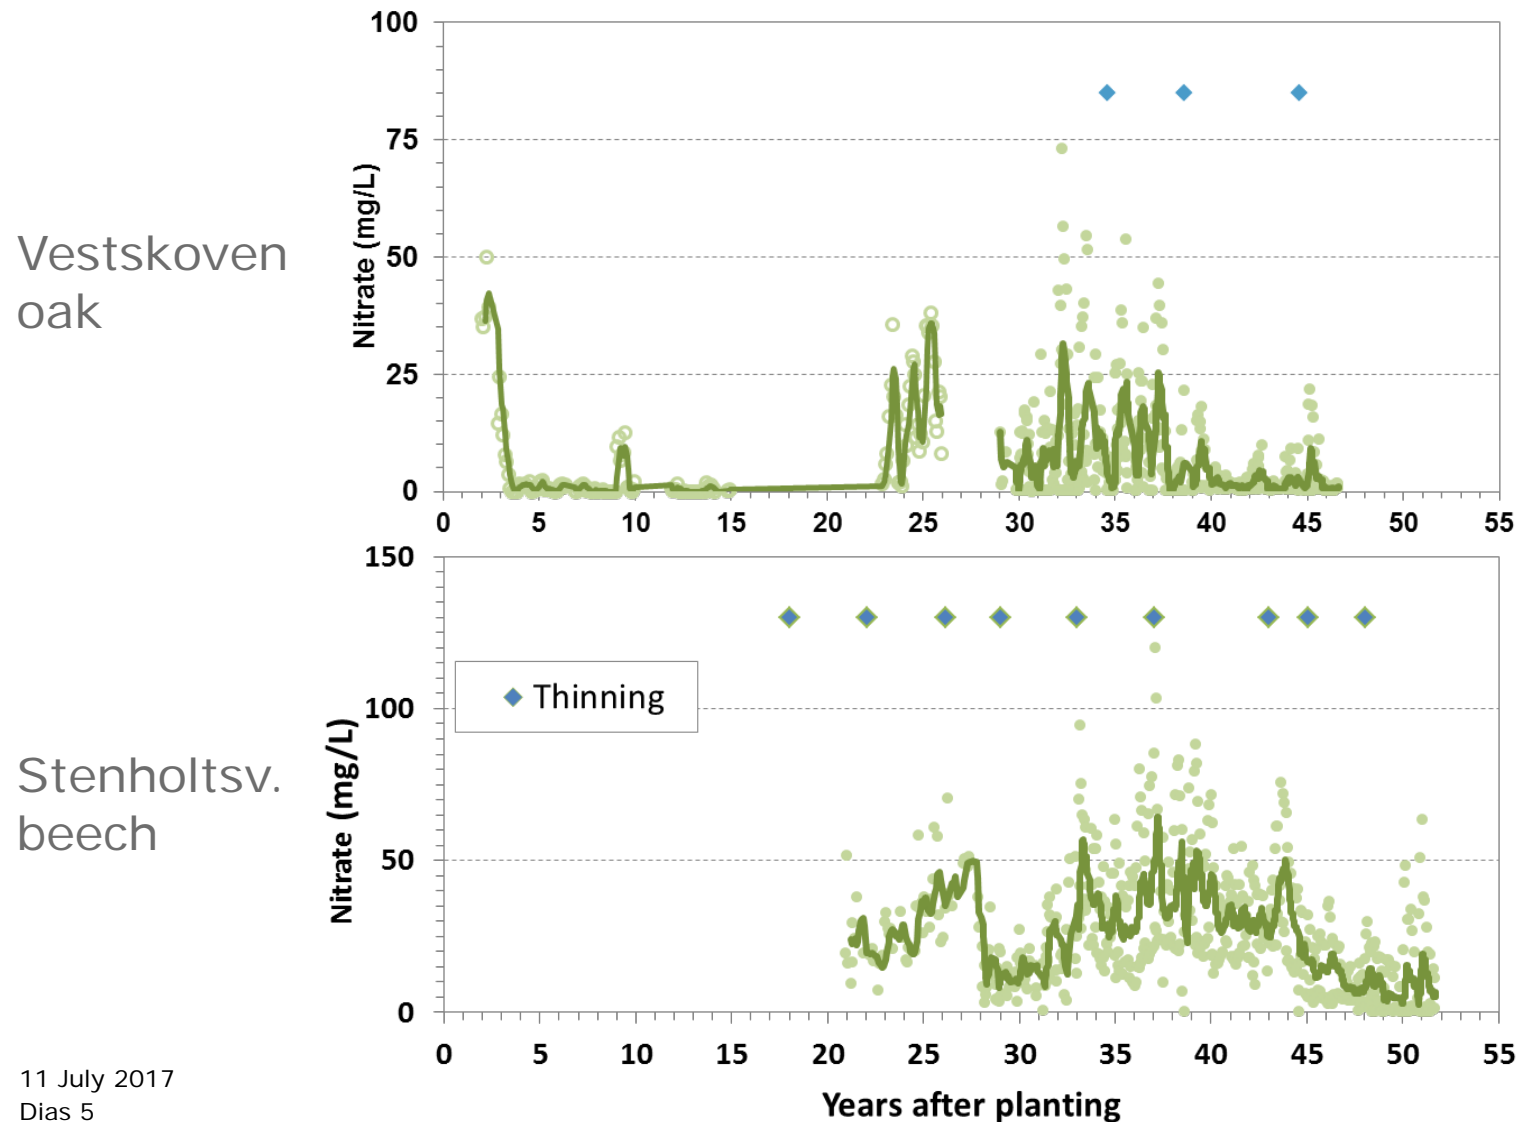 Vestskoven
oak
Nitrate (mg/L)
100
75
50
25
0
0 5 10 15 20 25 30 35 40 45 50 55
Stenholtsv.
beech
Nitrate (mg/L)
150
100
50
0
Thinning
0 5 10 15 20 25 30 35 40 45 50 55
Years after planting
11 July 2017
Dias 5